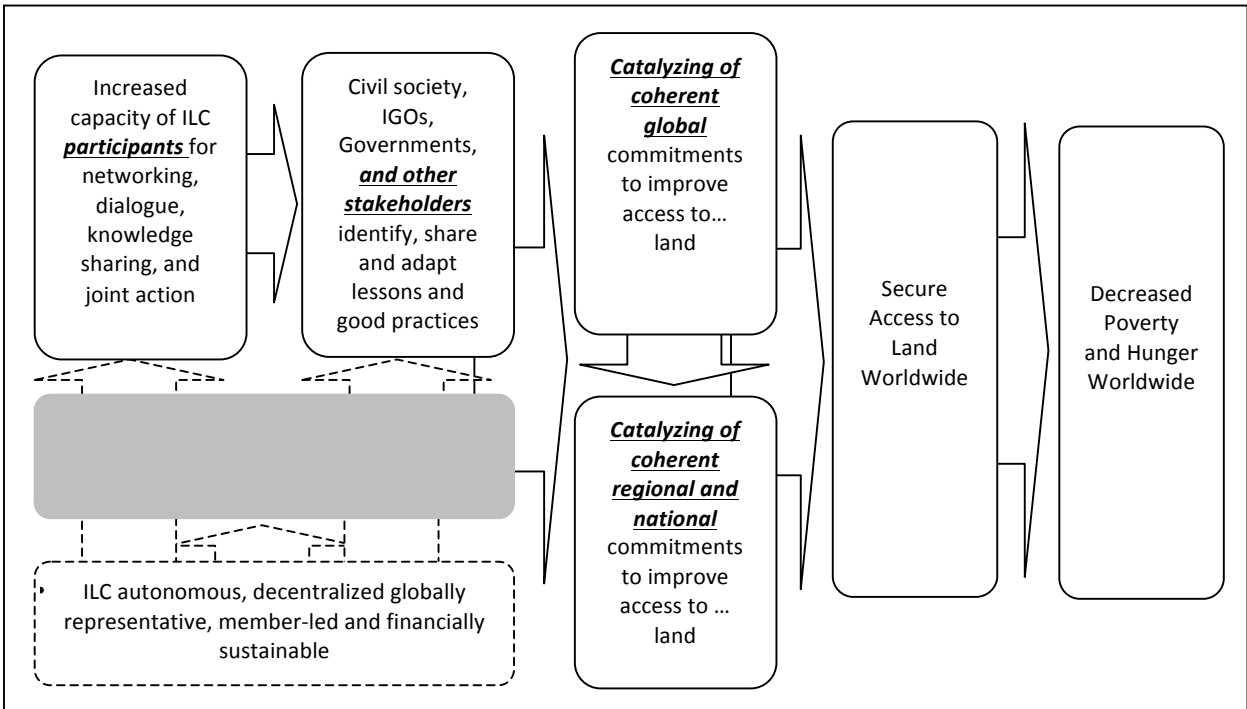 Increased
capacity of ILC
participants for
networking,
dialogue,
knowledge
sharing, and
joint action
Civil society,
IGOs,
Governments,
and other
stakeholders
identify, share
and adapt
lessons and
good practices
Catalyzing of
coherent
global
commitments
to improve
access to…
land
Catalyzing of
coherent
regional and
national
commitments
to improve
access to …
land
Secure
Access to
Land
Worldwide
Decreased
Poverty
and Hunger
Worldwide
ILC autonomous, decentralized globally
representative, member-led and financially
sustainable